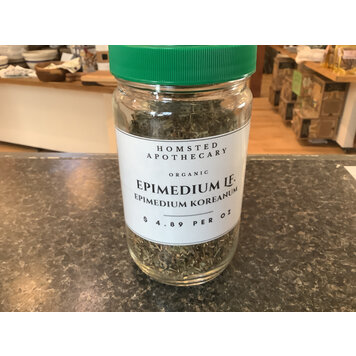 HOMSTED
APOTHECARY
ORGANIC
EPIMEDIUM LF.
EPIMEDIUM KOREANUM
$ 4.89 PER OZ